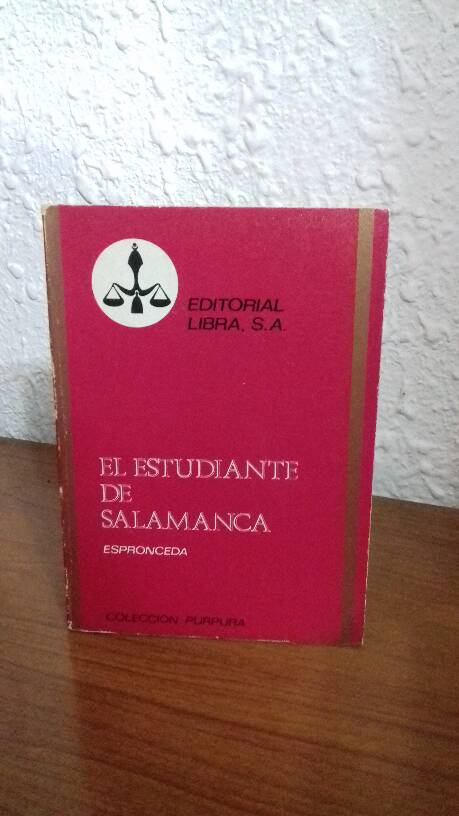 EDITORIAL
LIBRA, S.A.
EL ESTUDIANTE
DE
SALAMANCA
ESPRONCEDA
COLECCION PURPURA